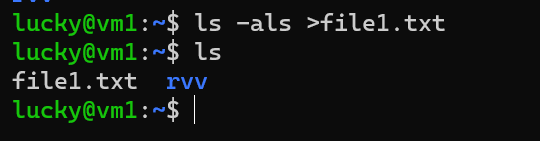 lucky@vm1:~$ ls -als >file1.txt
lucky@vm1:~$ ls
file1.txt  rvv
lucky@vm1:~$